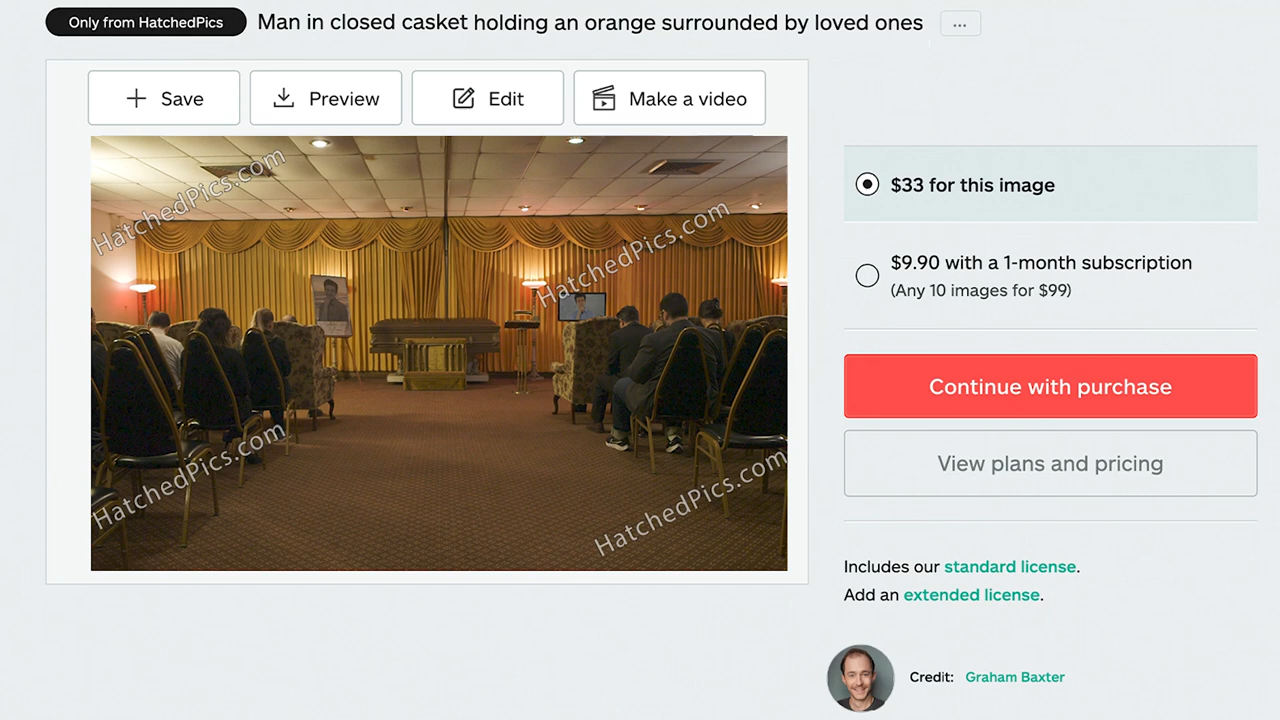 Only from HatchedPics
Man in closed casket holding an orange surrounded by loved ones
...
Save
Preview
Edit
Make a video
HatchedPics.com
HatchedPics.com
HatchedPics.com
HatchedPics.com
$33 for this image
$9.90 with a 1-month subscription
(Any 10 images for $99)
Continue with purchase
View plans and pricing
Includes our standard license.
Add an extended license.
Credit: Graham Baxter